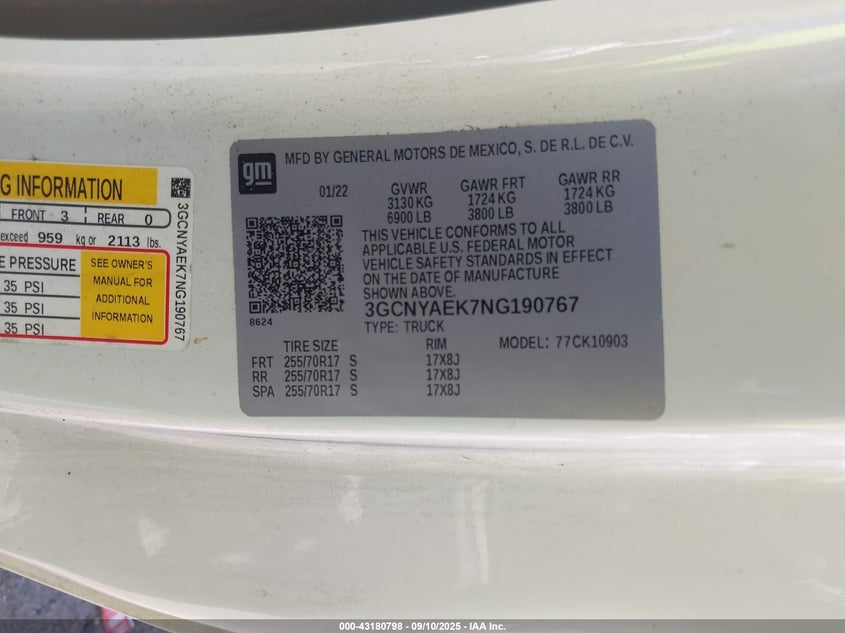 G INFORMATION
FRONT 3 REAR 0
exceed 959 kg or 2113 lbs.
E PRESSURE
35 PSI
35 PSI
35 PSI
SEE OWNER'S
MANUAL FOR
ADDITIONAL
INFORMATION
3GCNYAEK7NG190767
gm
MFD BY GENERAL MOTORS DE MEXICO, S. DE R.L. DE C.V.
01/22
GVWR
3130 KG
6900 LB
GAWR FRT
1724 KG
3800 LB
GAWR RR
1724 KG
3800 LB
THIS VEHICLE CONFORMS TO ALL
APPLICABLE U.S. FEDERAL MOTOR
VEHICLE SAFETY STANDARDS IN EFFECT
ON THE DATE OF MANUFACTURE
SHOWN ABOVE.
8624
3GCNYAEK7NG190767
TYPE: TRUCK
TIRE SIZE RIM MODEL: 77CK10903
FRT 255/70R17 S 17X8J
RR 255/70R17 S 17X8J
SPA 255/70R17 S 17X8J
000-43180798 - 09/10/2025 - IAA Inc.